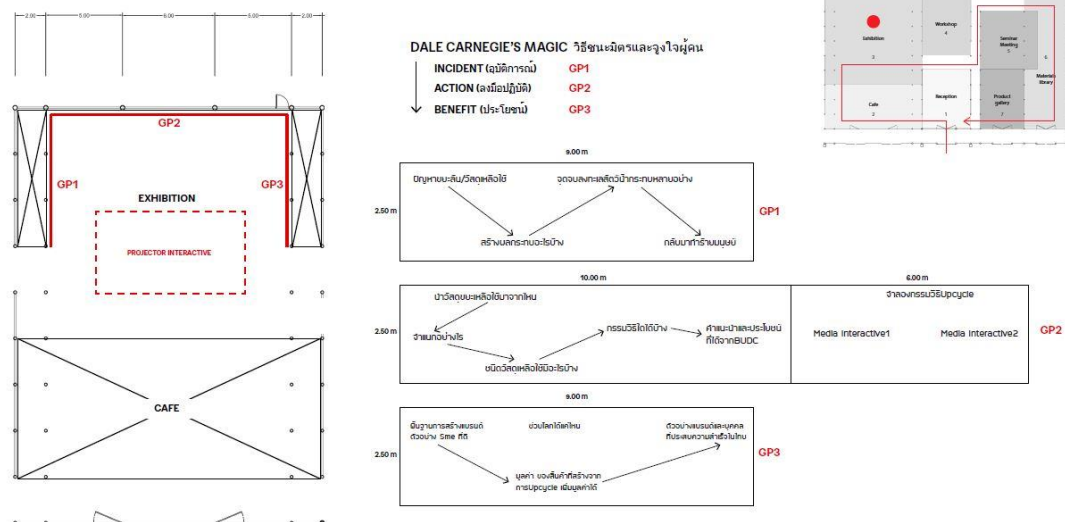 2.00 5.00 6.00 5.00 2.00
GP2
GP1
GP3
EXHIBITION
PROJECTOR INTERACTIVE
CAFE
DALE CARNEGIE'S MAGIC วิธีชนะมิตรและจูงใจผู้คน
INCIDENT (อุบัติการณ์) GP1
ACTION (ลงมือปฏิบัติ) GP2
BENEFIT (ประโยชน์) GP3
Exhibition
3
Workshop
4
Seminar
Meeting
5
6
Materials
library
Cafe
2
Reception
1
Product
gallery
7
9.00 m
2.50 m
ปัญหาขยะล้น/วัสดุเหลือใช้
จุดจบลงทะเลสัตว์น้ำกระทบหลายอย่าง
สร้างผลกระทบอะไรบ้าง
กลับมาทำร้ายมนุษย์
GP1
10.00 m
6.00 m
2.50 m
นำวัสดุขยะเหลือใช้มาจากไหน
จำแนกอย่างไร
ชนิดวัสดุเหลือใช้มีอะไรบ้าง
กรรมวิธีใดได้บ้าง
คำแนะนำและประโยชน์
ที่ได้จากBUDC
จำลองกรรมวิธีUpcycle
Media Interactive1
Media Interactive2
GP2
9.00 m
2.50 m
พื้นฐานการสร้างแบรนด์
ตัวอย่าง Sme ที่ดี
ช่วยโลกได้แค่ไหน
ตัวอย่างแบรนด์และบุคคล
ที่ประสบความสำเร็จในไทย
มูลค่า ของสินค้าที่สร้างจาก
การUpcycle เพิ่มมูลค่าได้
GP3